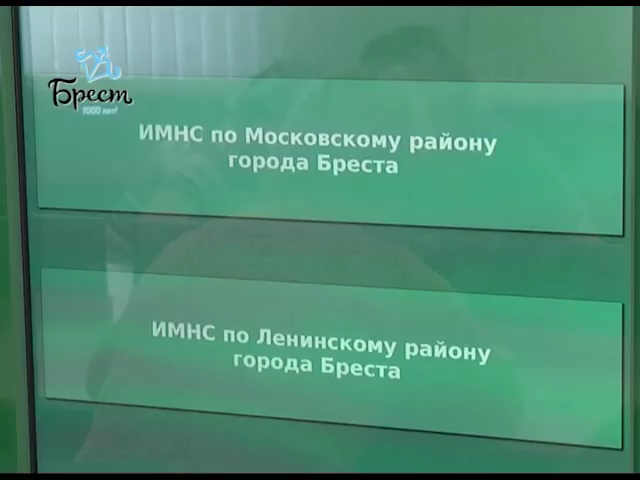 Брест
1000 лет!
ИМНС по Московскому району
города Бреста
ИМНС по Ленинскому району
города Бреста